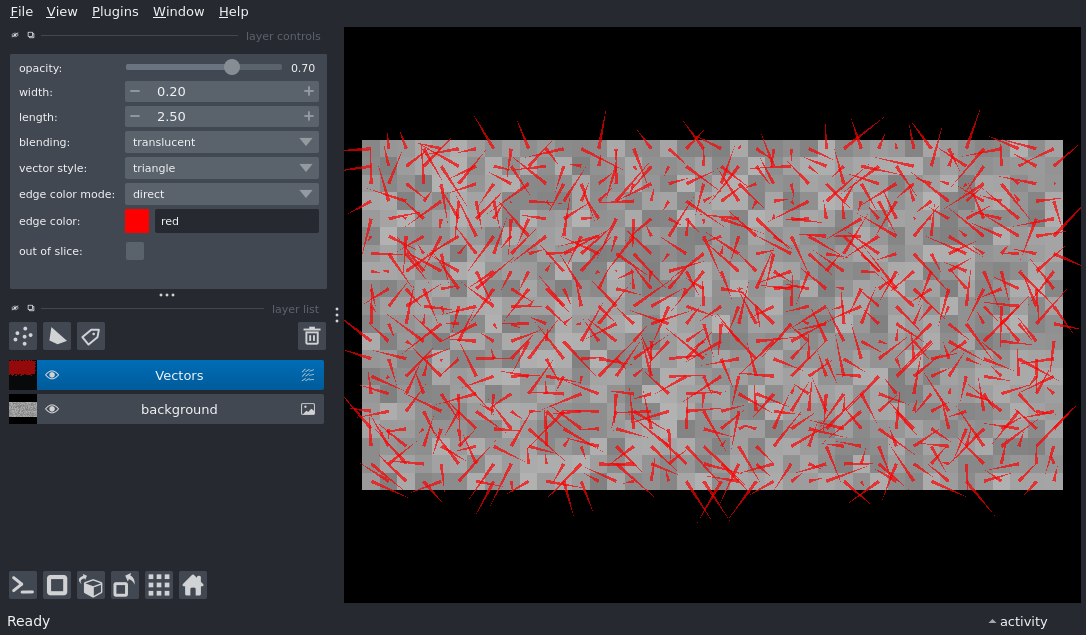 File View Plugins Window Help
layer controls
opacity: 0.70
width: 0.20
length: 2.50
blending: translucent
vector style: triangle
edge color mode: direct
edge color: red
out of slice:
layer list
Vectors
background
Ready
activity